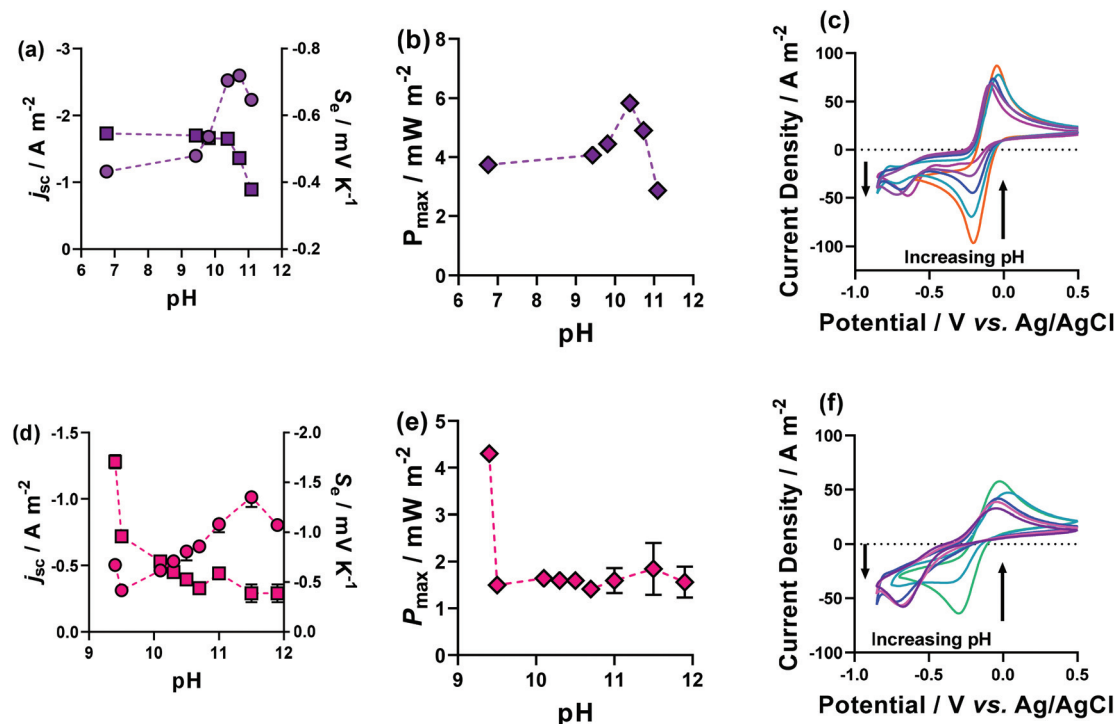 (a)
j_sc / A m⁻²
-3
-2
-1
0
-0.8
-0.6
-0.4
-0.2
S_e / mV K⁻¹
6 7 8 9 10 11 12
pH
(b)
P_max / mW m⁻²
8
6
4
2
0
6 7 8 9 10 11 12
pH
(c)
Current Density / A m⁻²
100
50
0
-50
-100
Increasing pH
-1.0 -0.5 0.0 0.5
Potential / V vs. Ag/AgCl
(d)
j_sc / A m⁻²
-1.5
-1.0
-0.5
0.0
-2.0
-1.5
-1.0
-0.5
0.0
S_e / mV K⁻¹
9 10 11 12
pH
(e)
P_max / mW m⁻²
5
4
3
2
1
0
9 10 11 12
pH
(f)
Current Density / A m⁻²
100
50
0
-50
-100
Increasing pH
-1.0 -0.5 0.0 0.5
Potential / V vs. Ag/AgCl